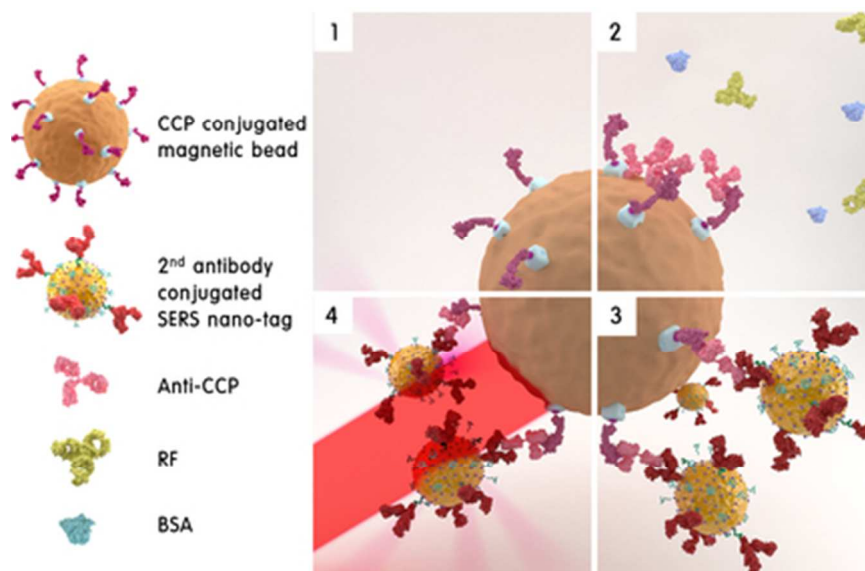 CCP conjugated
magnetic bead
2nd antibody
conjugated
SERS nano-tag
Anti-CCP
RF
BSA
1
2
4
3